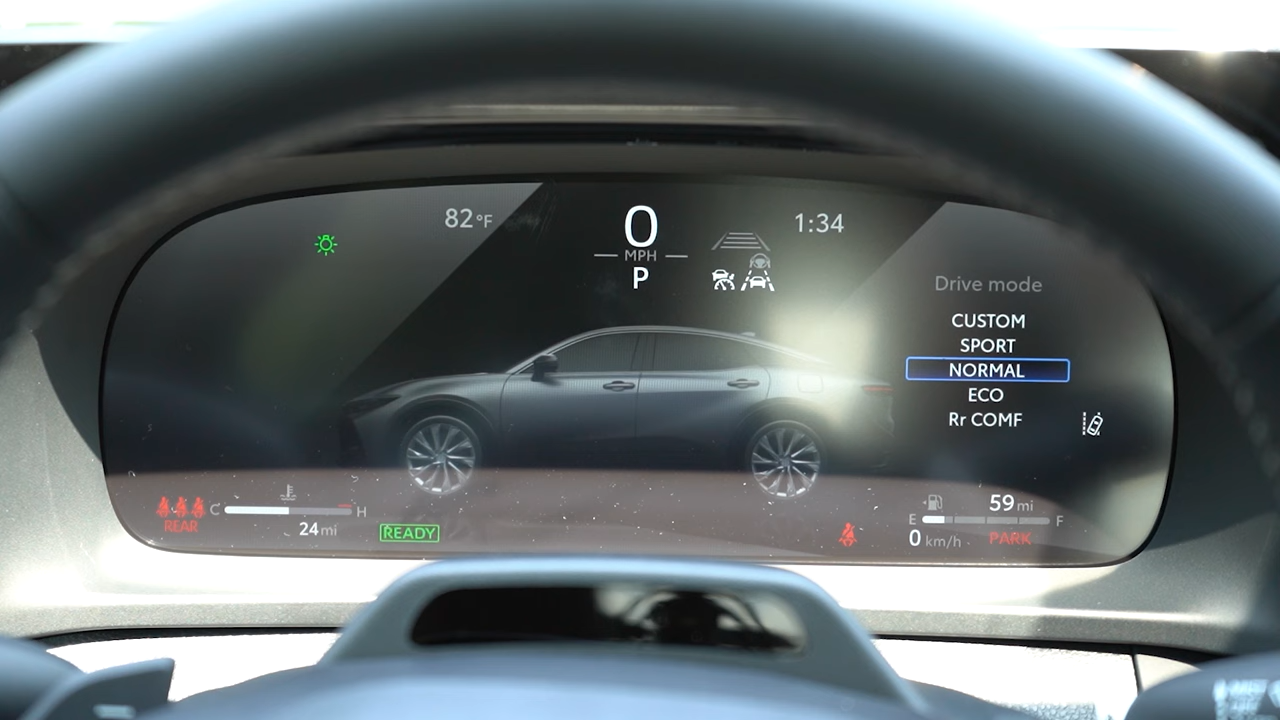 82°F
0
MPH
P
1:34
Drive mode
CUSTOM
SPORT
NORMAL
ECO
Rr COMF
REAR
C H
24 mi
READY
59 mi
E F
0 km/h
PARK